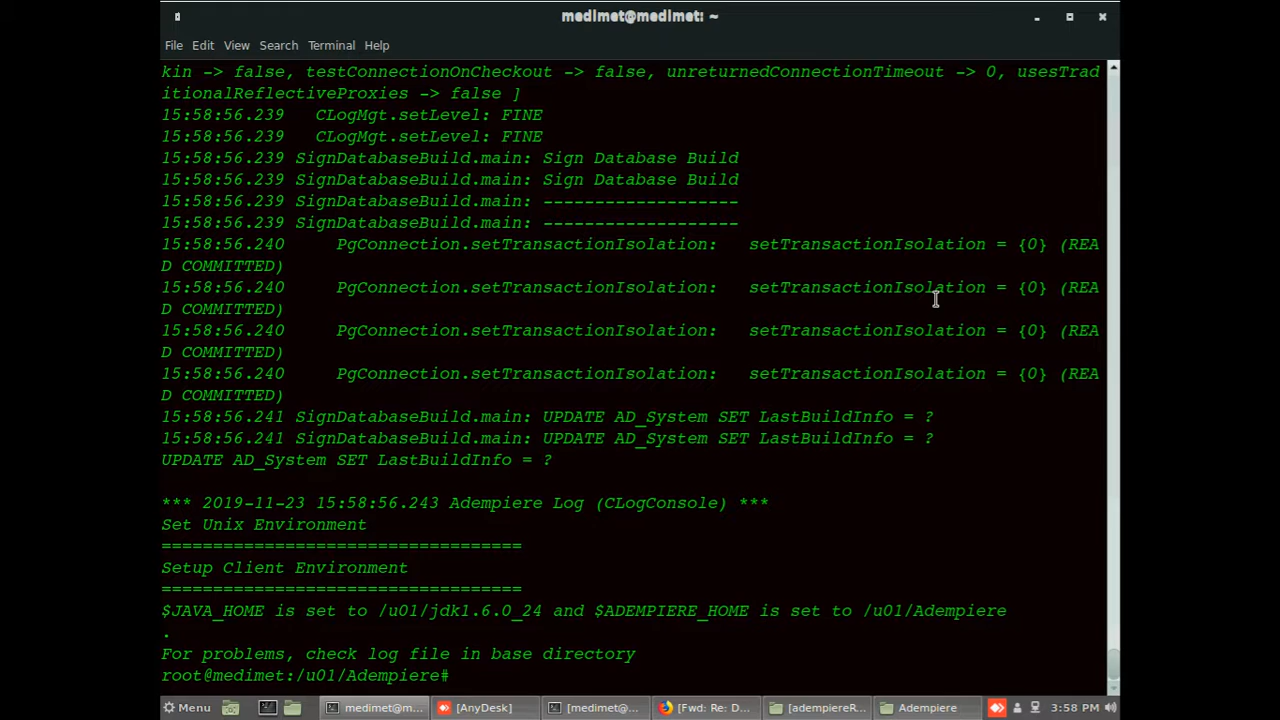 medimet@medimet: ~
File Edit View Search Terminal Help
kin -> false, testConnectionOnCheckout -> false, unreturnedConnectionTimeout -> 0, usesTrad
itionalReflectiveProxies -> false ]
15:58:56.239   CLogMgt.setLevel: FINE
15:58:56.239   CLogMgt.setLevel: FINE
15:58:56.239 SignDatabaseBuild.main: Sign Database Build
15:58:56.239 SignDatabaseBuild.main: Sign Database Build
15:58:56.239 SignDatabaseBuild.main: -------------------
15:58:56.239 SignDatabaseBuild.main: -------------------
15:58:56.240     PgConnection.setTransactionIsolation:   setTransactionIsolation = {0} (REA
D COMMITTED)
15:58:56.240     PgConnection.setTransactionIsolation:   setTransactionIsolation = {0} (REA
D COMMITTED)
15:58:56.240     PgConnection.setTransactionIsolation:   setTransactionIsolation = {0} (REA
D COMMITTED)
15:58:56.240     PgConnection.setTransactionIsolation:   setTransactionIsolation = {0} (REA
D COMMITTED)
15:58:56.241 SignDatabaseBuild.main: UPDATE AD_System SET LastBuildInfo = ?
15:58:56.241 SignDatabaseBuild.main: UPDATE AD_System SET LastBuildInfo = ?
UPDATE AD_System SET LastBuildInfo = ?
*** 2019-11-23 15:58:56.243 Adempiere Log (CLogConsole) ***
Set Unix Environment
===================================
Setup Client Environment
===================================
$JAVA_HOME is set to /u01/jdk1.6.0_24 and $ADEMPIERE_HOME is set to /u01/Adempiere
.
For problems, check log file in base directory
root@medimet:/u01/Adempiere#
Menu medimet@m... [AnyDesk] [medimet@... [Fwd: Re: D... [adempiereR... Adempiere 3:58 PM